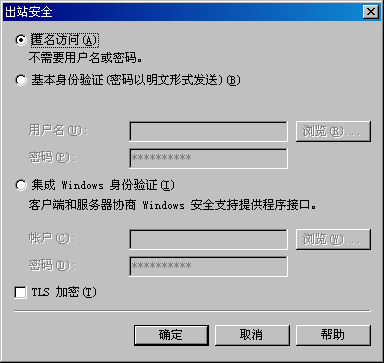 出站安全
匿名访问(A)
不需要用户名或密码。
基本身份验证(密码以明文形式发送)(B)
用户名(U):
浏览(R)...
密码(P):
**********
集成 Windows 身份验证(I)
客户端和服务器协商 Windows 安全支持提供程序接口。
帐户(C):
浏览(W)...
密码(D):
**********
TLS 加密(T)
确定
取消
帮助